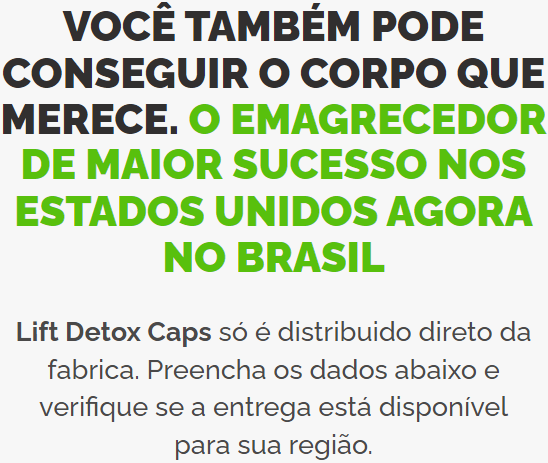 VOCÊ TAMBÉM PODE
CONSEGUIR O CORPO QUE
MERECE. O EMAGRECEDOR
DE MAIOR SUCESSO NOS
ESTADOS UNIDOS AGORA
NO BRASIL
Lift Detox Caps só é distribuido direto da
fabrica. Preencha os dados abaixo e
verifique se a entrega está disponível
para sua região.